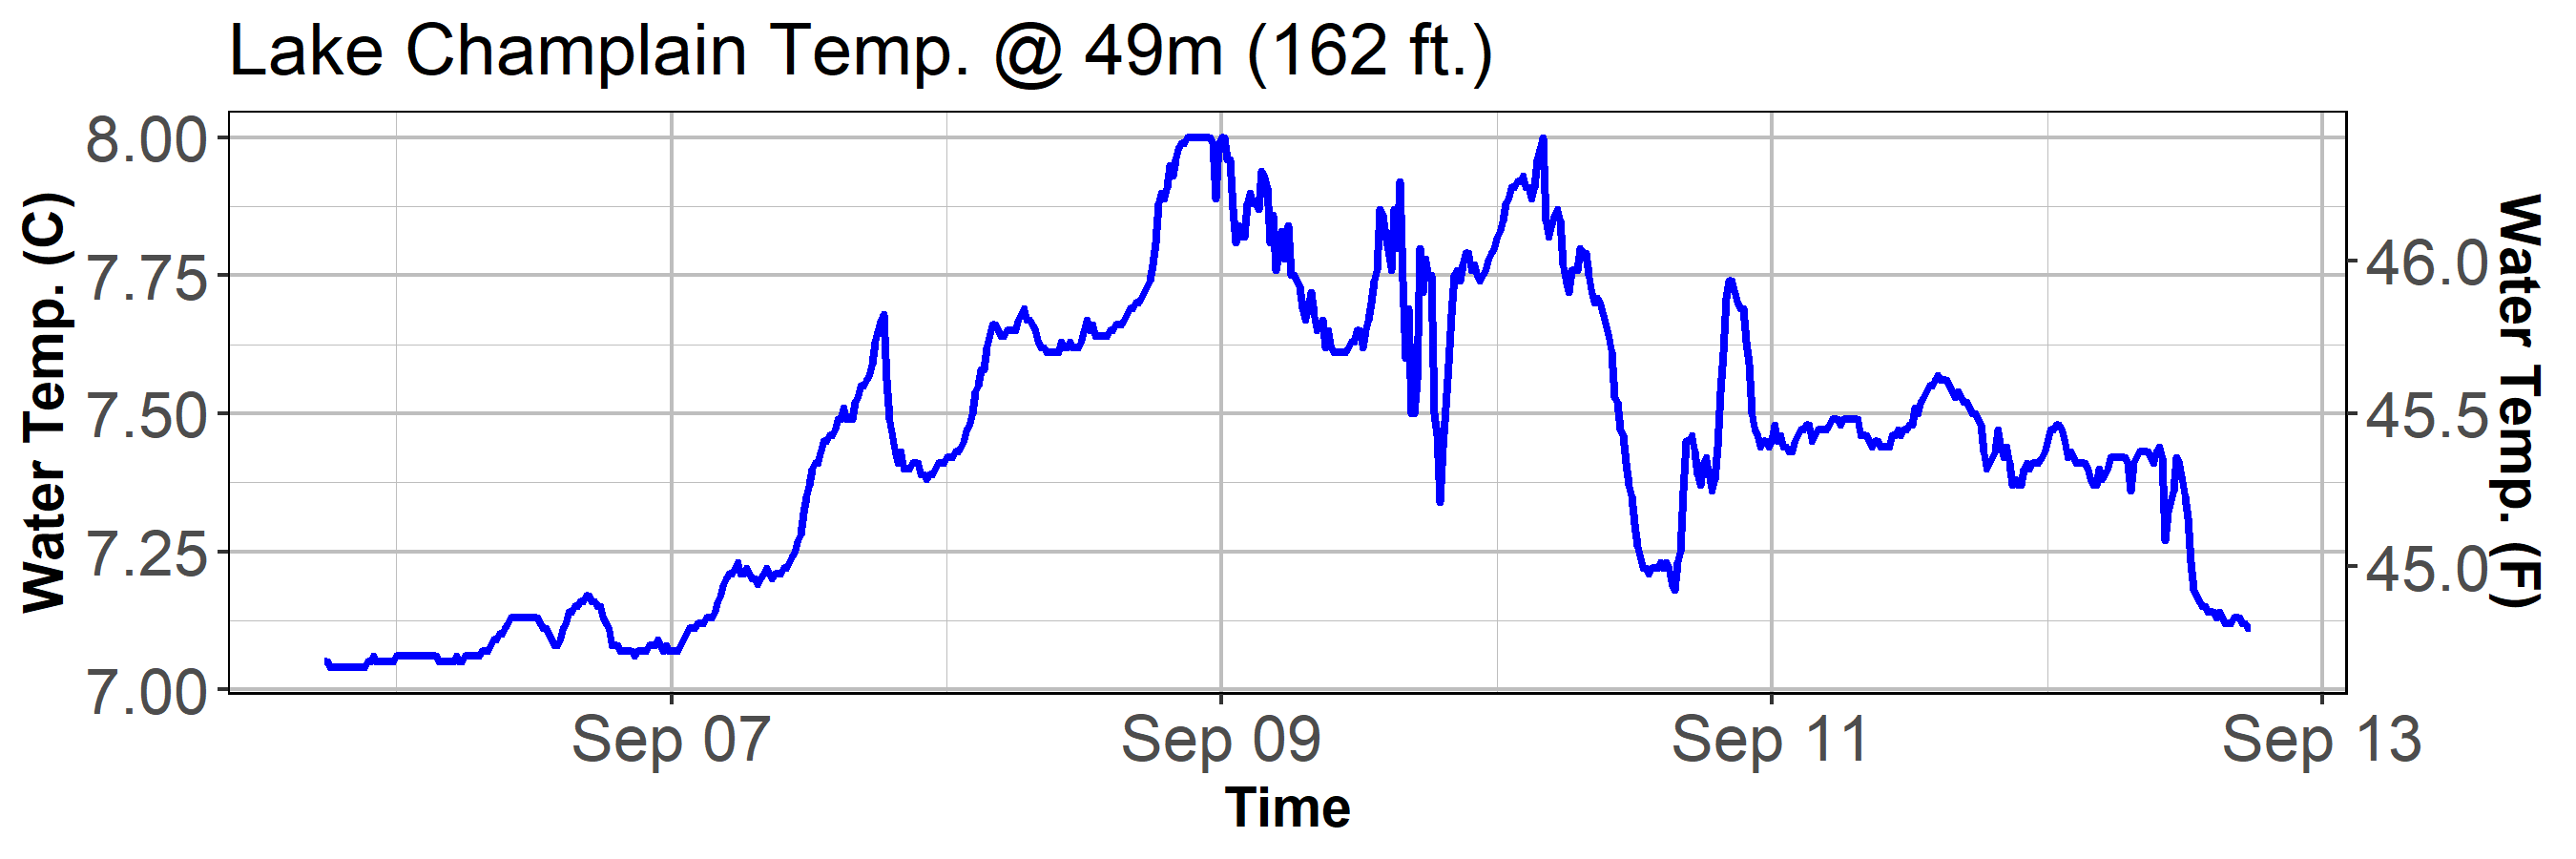 Lake Champlain Temp. @ 49m (162 ft.)
Water Temp. (C)
8.00
7.75
7.50
7.25
7.00
46.0
45.5
45.0
Water Temp. (F)
Sep 07
Sep 09
Sep 11
Sep 13
Time